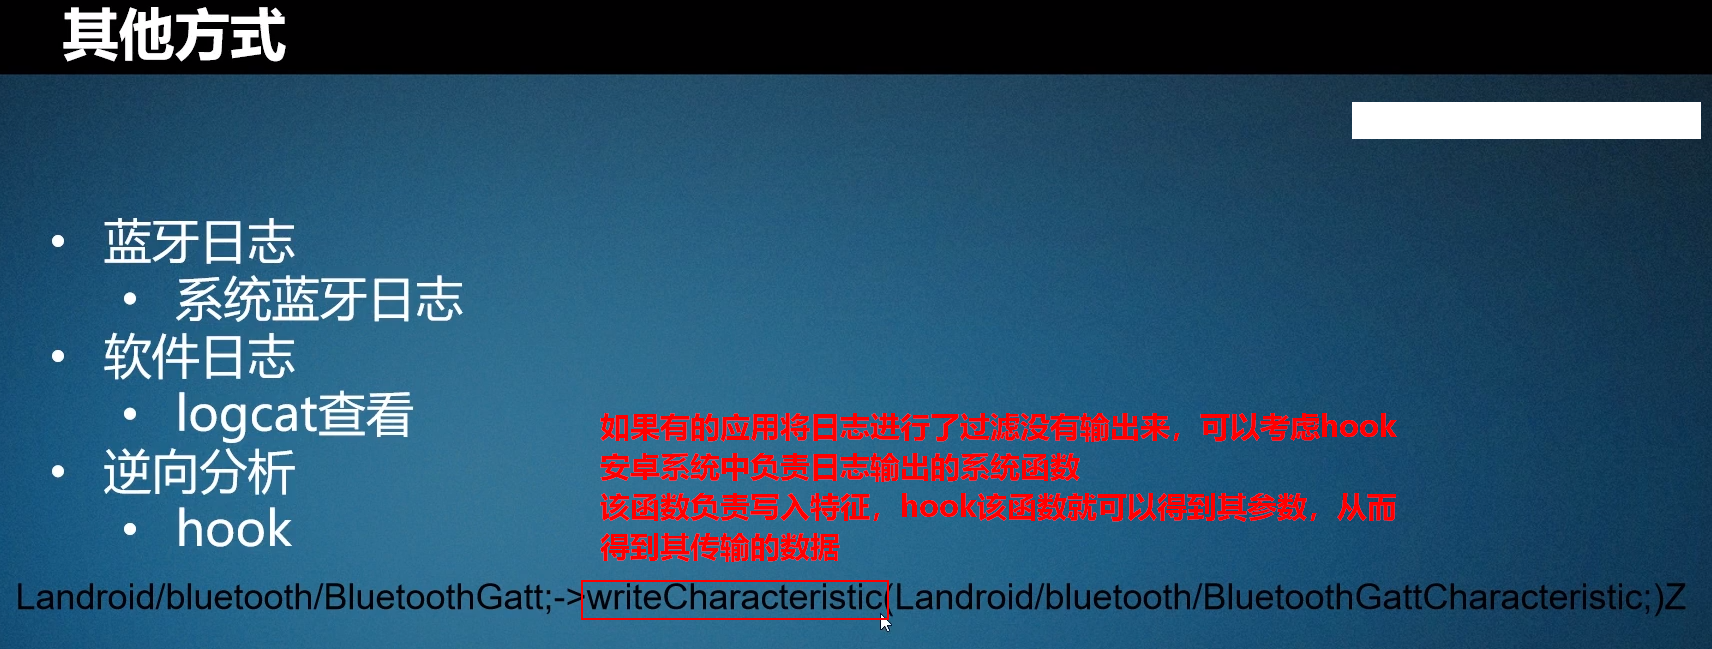 其他方式
• 蓝牙日志
• 系统蓝牙日志
• 软件日志
• logcat查看
• 逆向分析
• hook
如果有的应用将日志进行了过滤没有输出来，可以考虑hook
安卓系统中负责日志输出的系统函数
该函数负责写入特征，hook该函数就可以得到其参数，从而
得到其传输的数据
Landroid/bluetooth/BluetoothGatt;->writeCharacteristic(Landroid/bluetooth/BluetoothGattCharacteristic;)Z